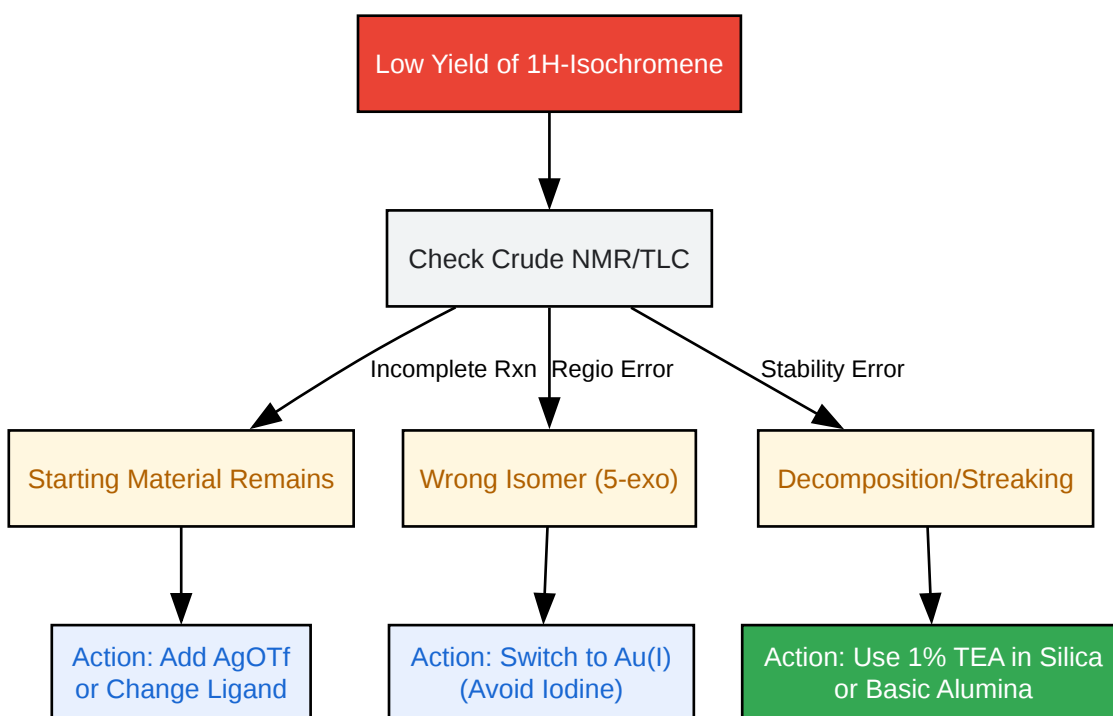 Low Yield of 1H-Isochromene
Check Crude NMR/TLC
Incomplete Rxn
Regio Error
Stability Error
Starting Material Remains
Wrong Isomer (5-exo)
Decomposition/Streaking
Action: Add AgOTf
or Change Ligand
Action: Switch to Au(I)
(Avoid Iodine)
Action: Use 1% TEA in Silica
or Basic Alumina